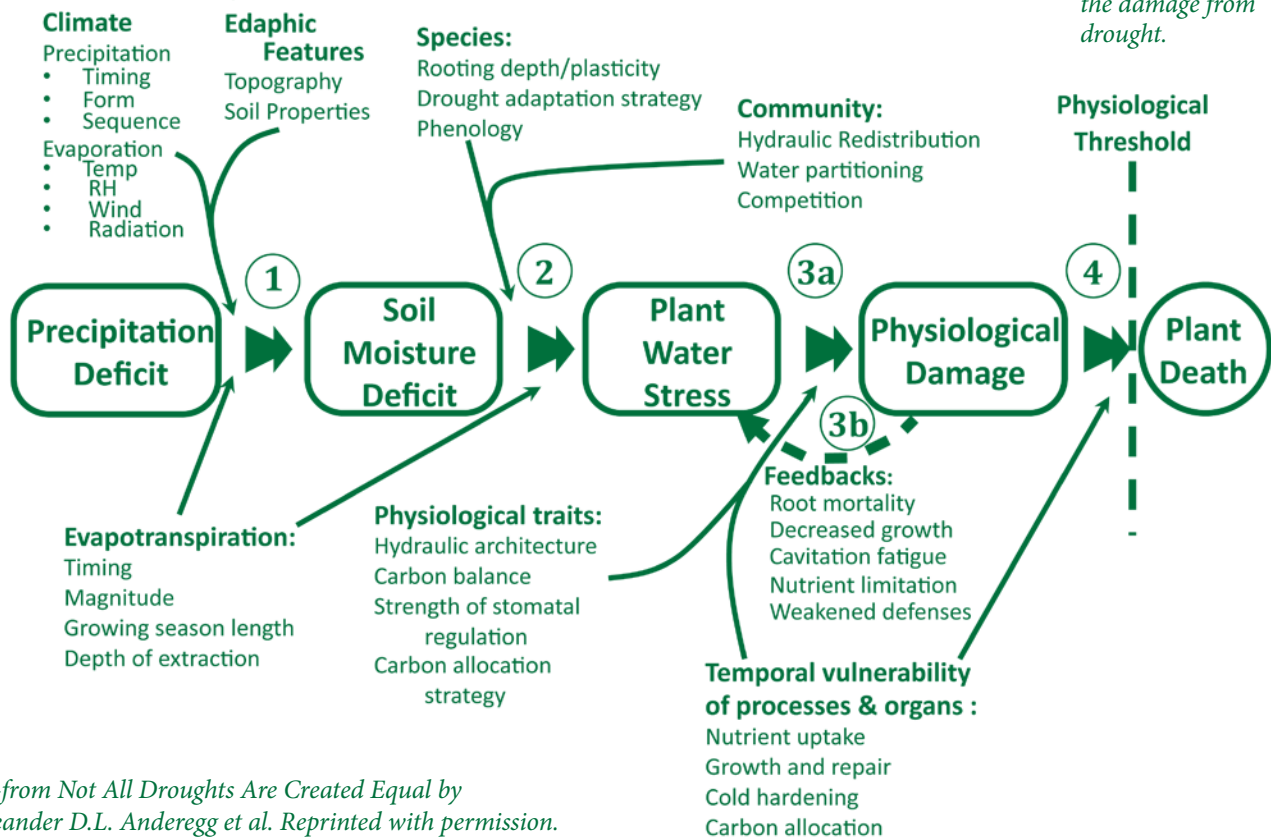 the damage from
drought.
Climate
Precipitation
• Timing
• Form
• Sequence
Evaporation
• Temp
• RH
• Wind
• Radiation
Edaphic
Features
Topography
Soil Properties
Species:
Rooting depth/plasticity
Drought adaptation strategy
Phenology
Community:
Hydraulic Redistribution
Water partitioning
Competition
Physiological
Threshold
1
2
3a
4
Precipitation
Deficit
Soil
Moisture
Deficit
Plant
Water
Stress
Physiological
Damage
Plant
Death
3b
Feedbacks:
Root mortality
Decreased growth
Cavitation fatigue
Nutrient limitation
Weakened defenses
Evapotranspiration:
Timing
Magnitude
Growing season length
Depth of extraction
Physiological traits:
Hydraulic architecture
Carbon balance
Strength of stomatal
regulation
Carbon allocation
strategy
Temporal vulnerability
of processes & organs :
Nutrient uptake
Growth and repair
Cold hardening
Carbon allocation
from Not All Droughts Are Created Equal by
eander D.L. Anderegg et al. Reprinted with permission.